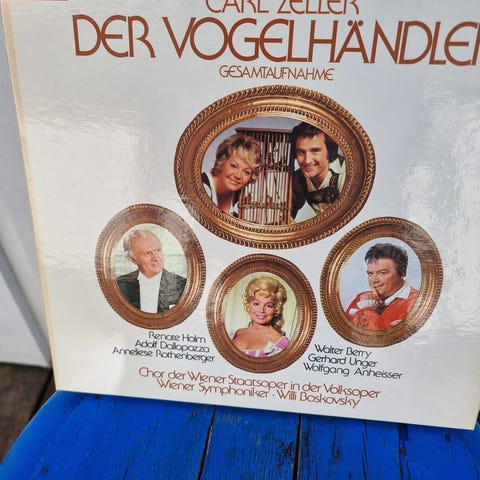 CARL ZELLER
DER VOGELHÄNDLER
GESAMTAUFNAHME
Renate Holm
Adolf Dallapozza
Anneliese Rothenberger
Walter Berry
Gerhard Unger
Wolfgang Anheisser
Chor der Wiener Staatsoper in der Volksoper
Wiener Symphoniker · Willi Boskovsky